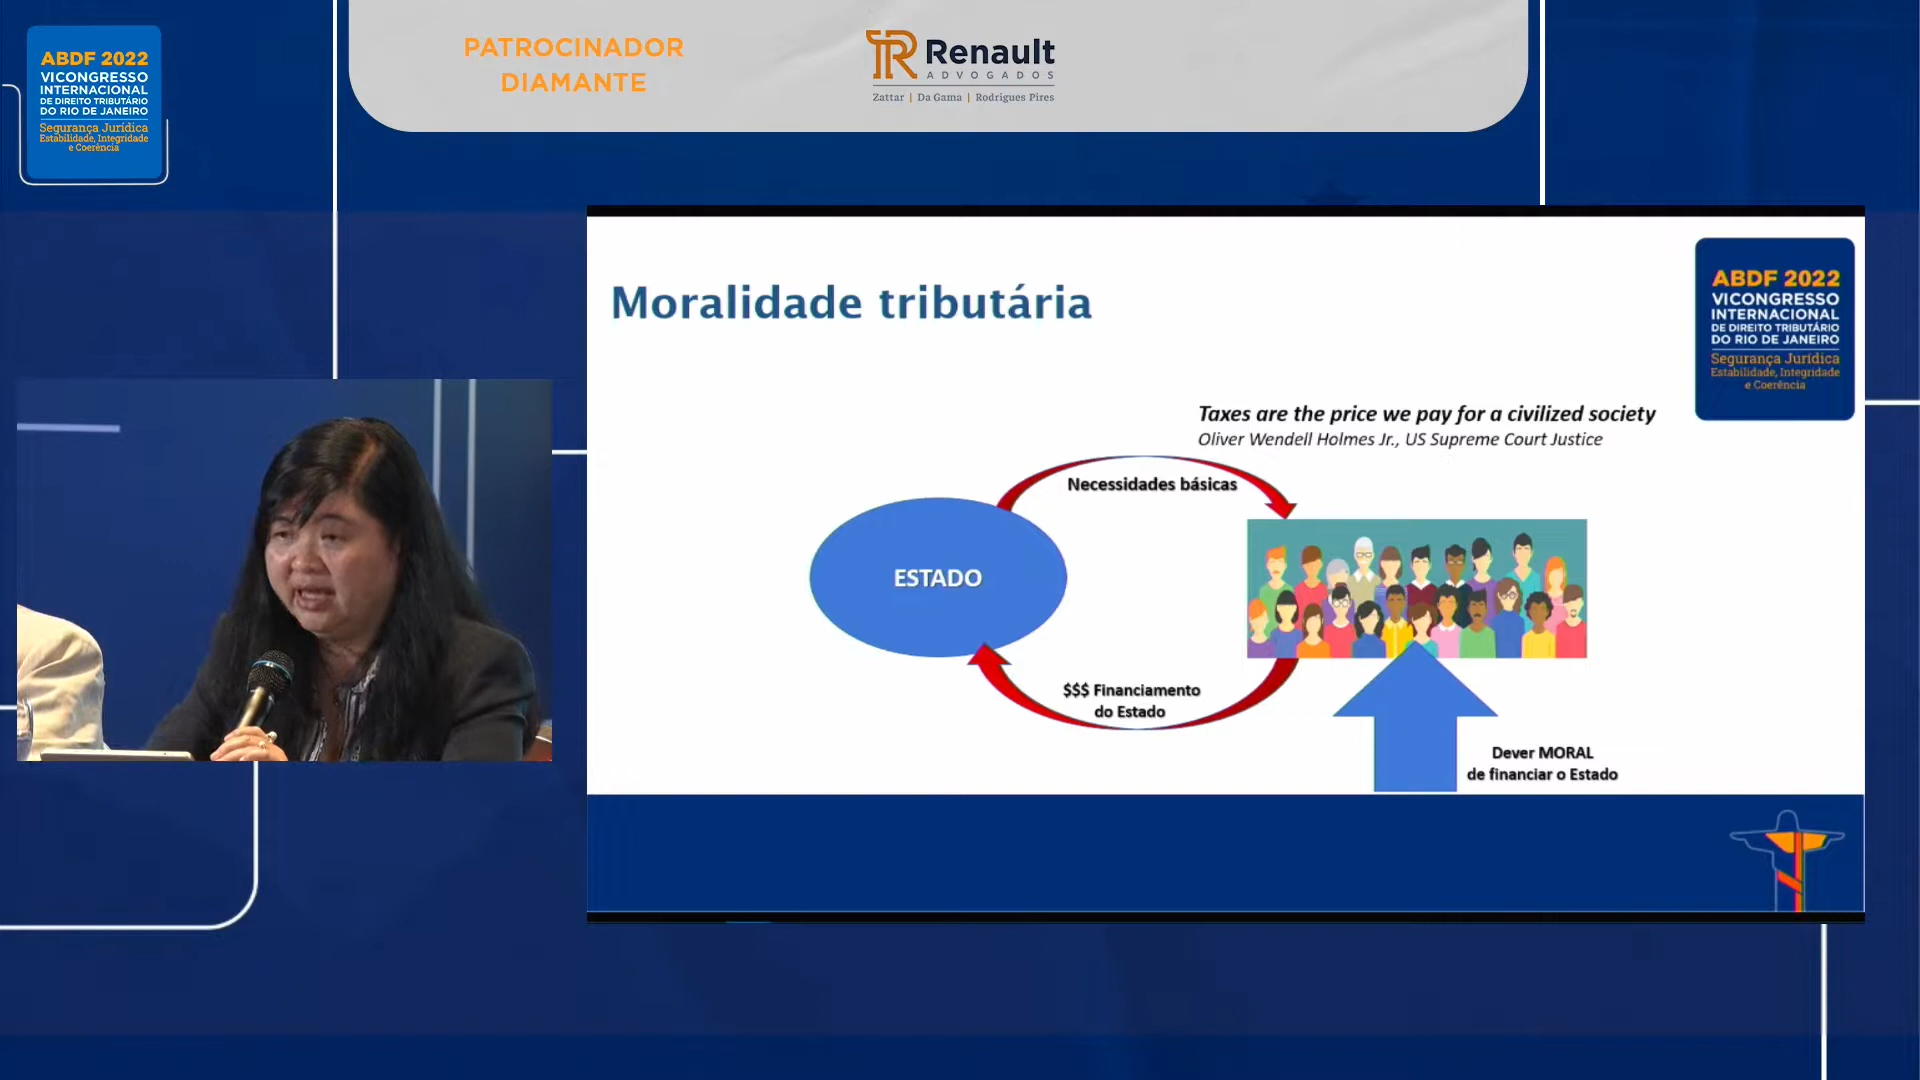 ABDF 2022
VICONGRESSO
INTERNACIONAL
DE DIREITO TRIBUTÁRIO
DO RIO DE JANEIRO
Segurança Jurídica
Estabilidade, Integridade
e Coerência
PATROCINADOR
DIAMANTE
Renault
ADVOGADOS
Zattar | Da Gama | Rodrigues Pires
Moralidade tributária
ABDF 2022
VICONGRESSO
INTERNACIONAL
DE DIREITO TRIBUTÁRIO
DO RIO DE JANEIRO
Segurança Jurídica
Estabilidade, Integridade
e Coerência
Taxes are the price we pay for a civilized society
Oliver Wendell Holmes Jr., US Supreme Court Justice
Necessidades básicas
ESTADO
$$$ Financiamento
do Estado
Dever MORAL
de financiar o Estado